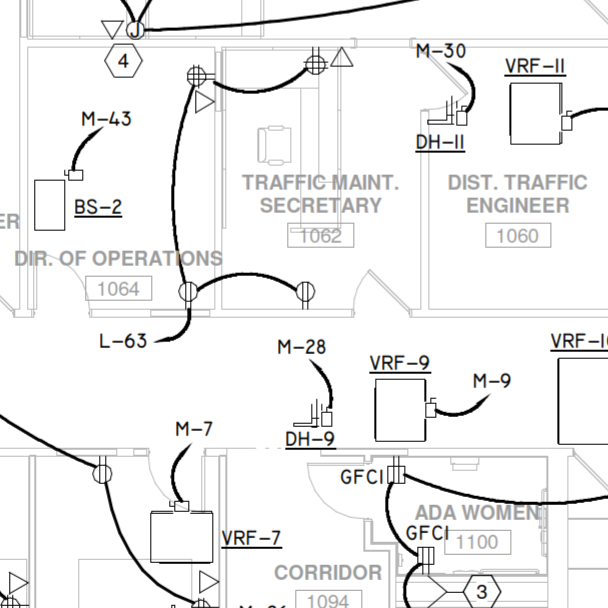 J
4
M-30
VRF-11
M-43
DH-11
BS-2
TRAFFIC MAINT.
SECRETARY
1062
DIST. TRAFFIC
ENGINEER
1060
ER
DIR. OF OPERATIONS
1064
L-63
M-28
VRF-9
VRF-1
M-9
DH-9
M-7
GFCI
ADA WOMEN
VRF-7
GFCI
1100
CORRIDOR
1094
3